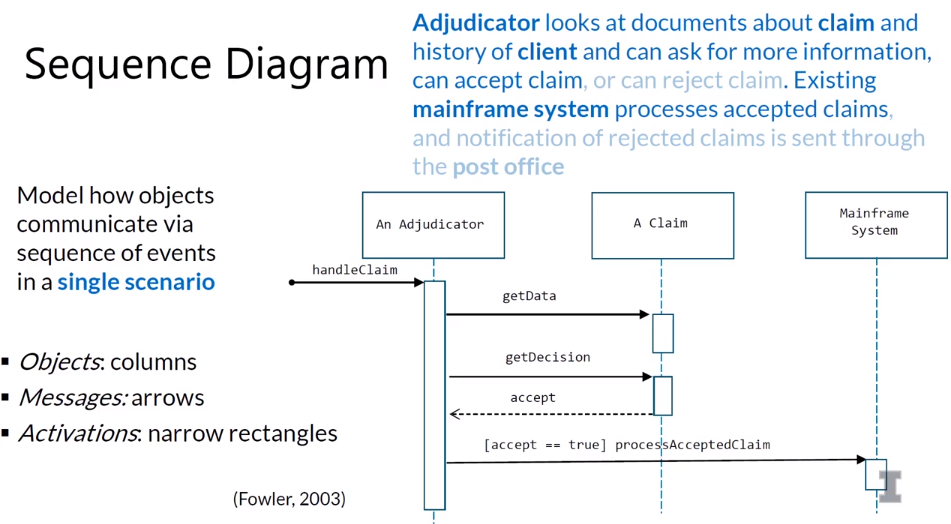 Sequence Diagram
Adjudicator looks at documents about claim and
history of client and can ask for more information,
can accept claim, or can reject claim. Existing
mainframe system processes accepted claims,
and notification of rejected claims is sent through
the post office
Model how objects
communicate via
sequence of events
in a single scenario
▪ Objects: columns
▪ Messages: arrows
▪ Activations: narrow rectangles
(Fowler, 2003)
An Adjudicator
A Claim
Mainframe
System
handleClaim
getData
getDecision
accept
[accept == true] processAcceptedClaim
I